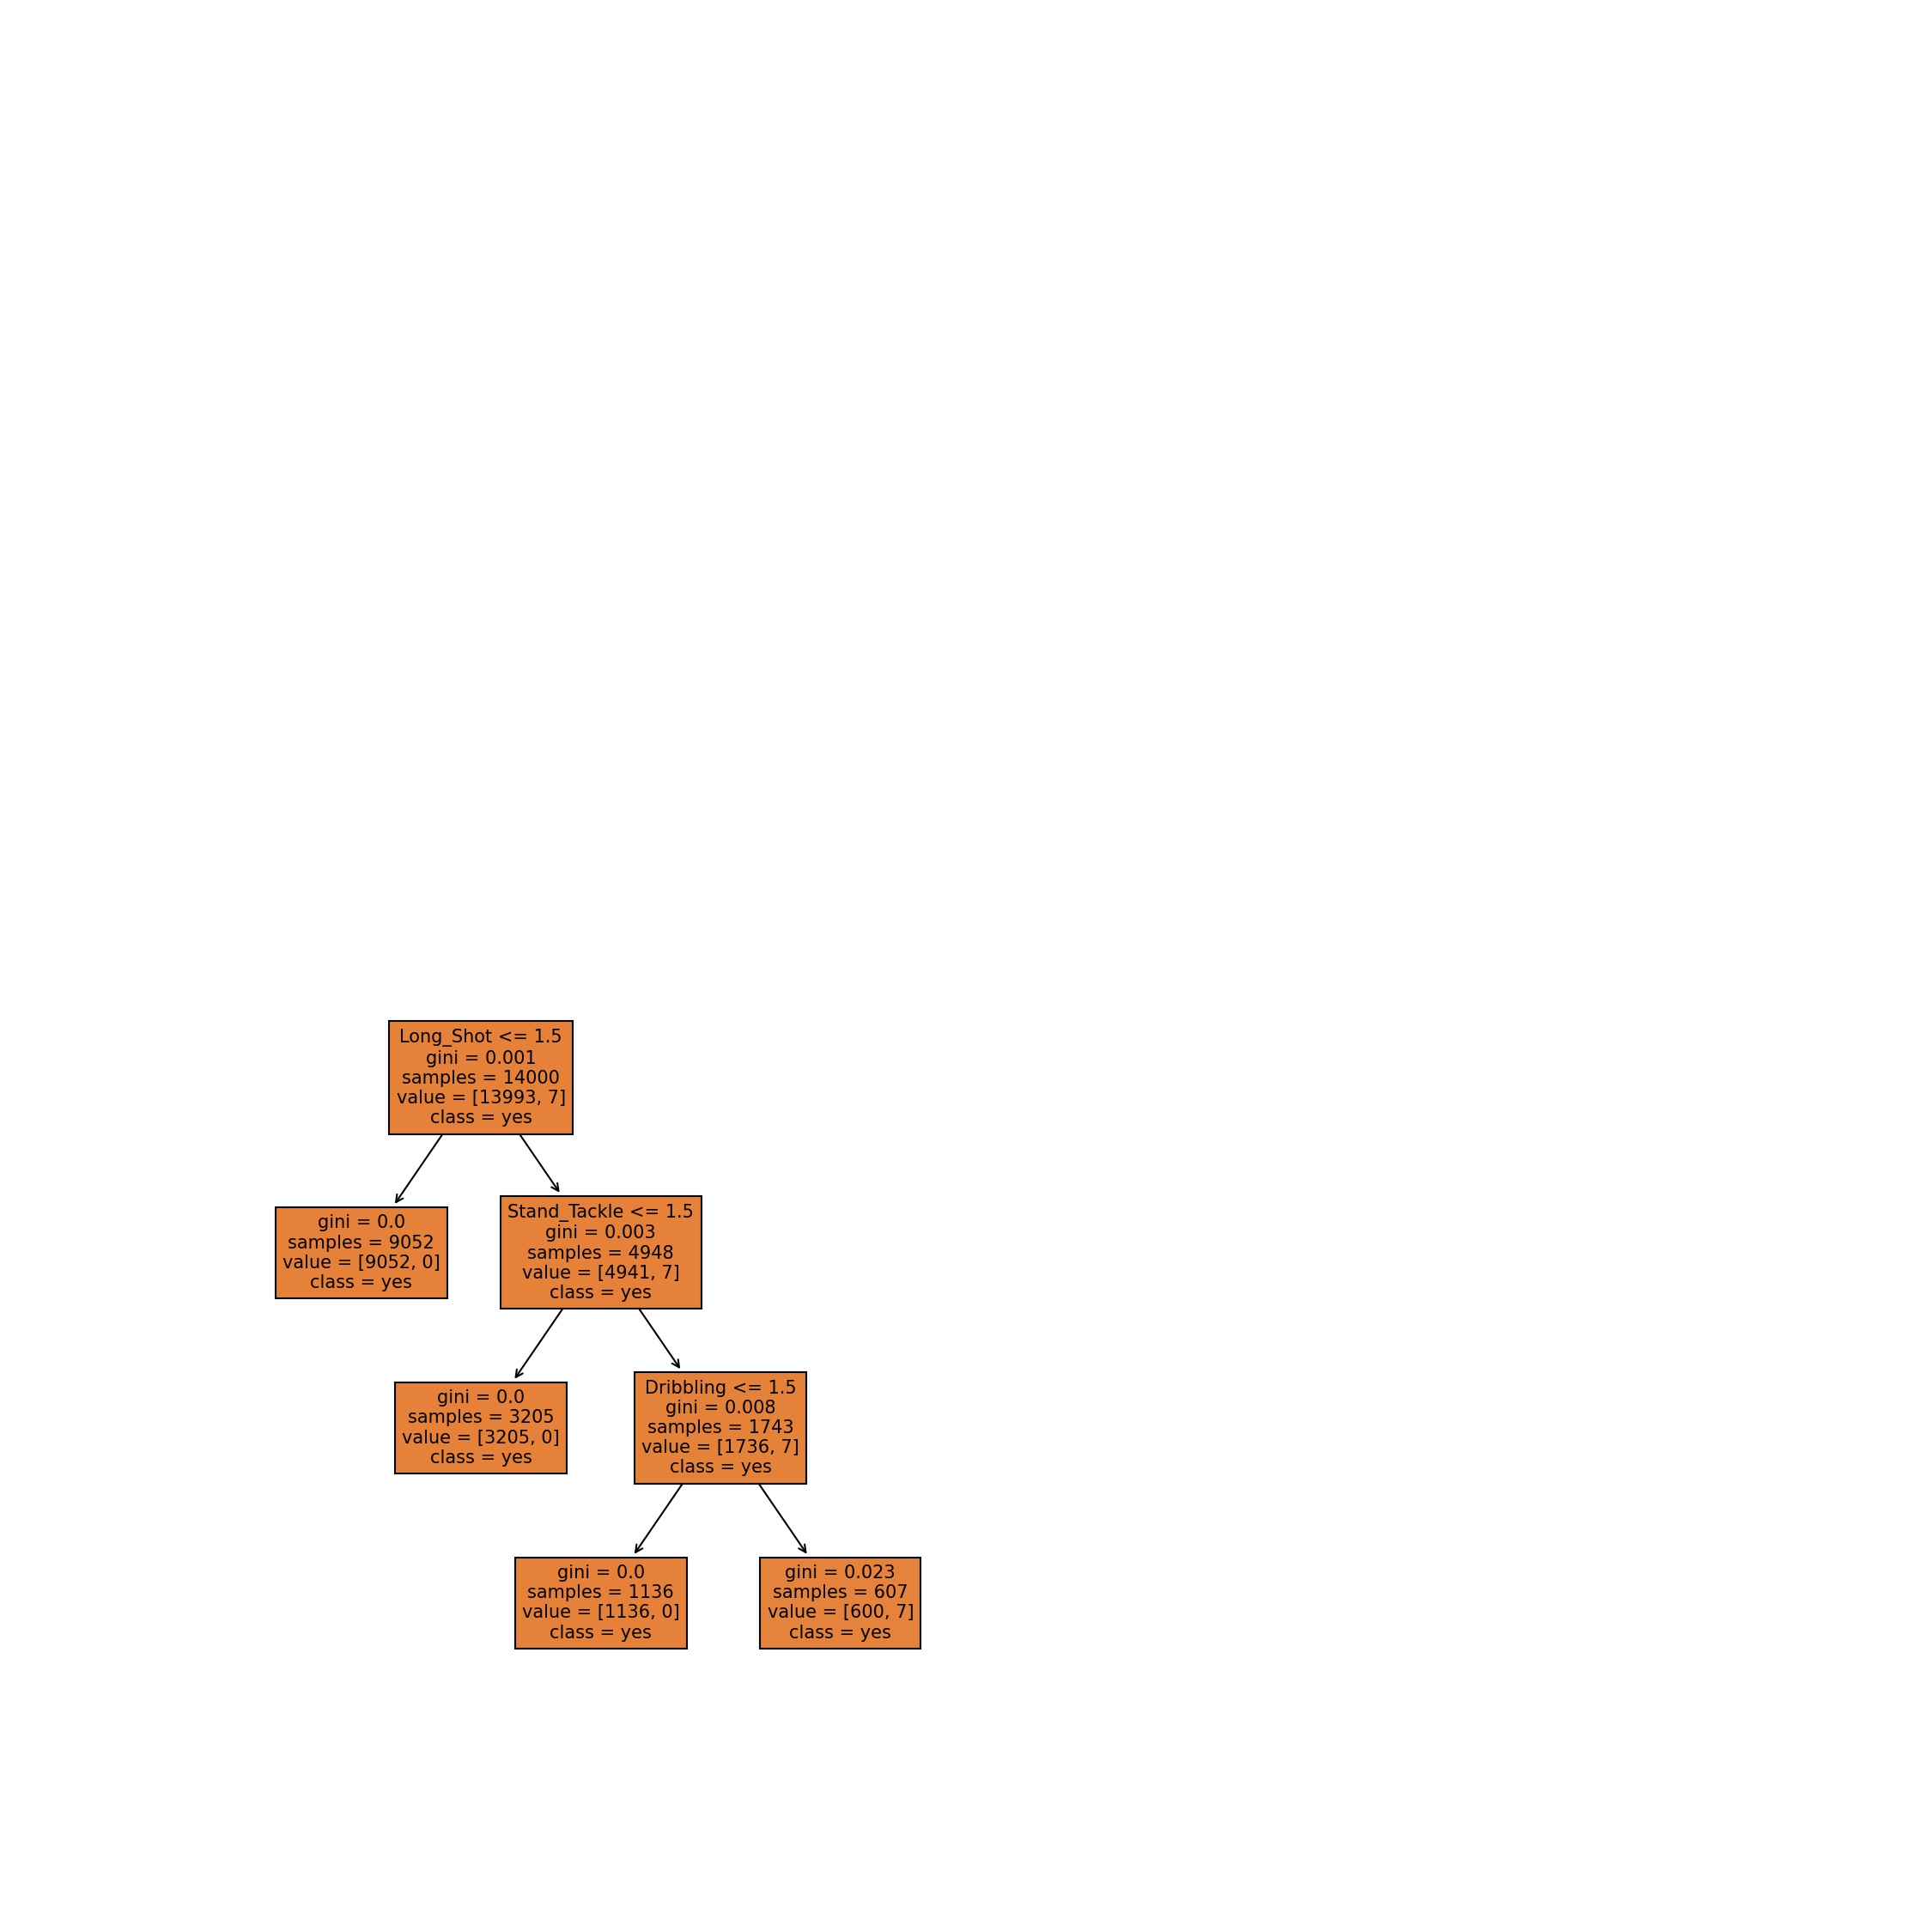 Long_Shot <= 1.5
gini = 0.001
samples = 14000
value = [13993, 7]
class = yes
gini = 0.0
samples = 9052
value = [9052, 0]
class = yes
Stand_Tackle <= 1.5
gini = 0.003
samples = 4948
value = [4941, 7]
class = yes
gini = 0.0
samples = 3205
value = [3205, 0]
class = yes
Dribbling <= 1.5
gini = 0.008
samples = 1743
value = [1736, 7]
class = yes
gini = 0.0
samples = 1136
value = [1136, 0]
class = yes
gini = 0.023
samples = 607
value = [600, 7]
class = yes